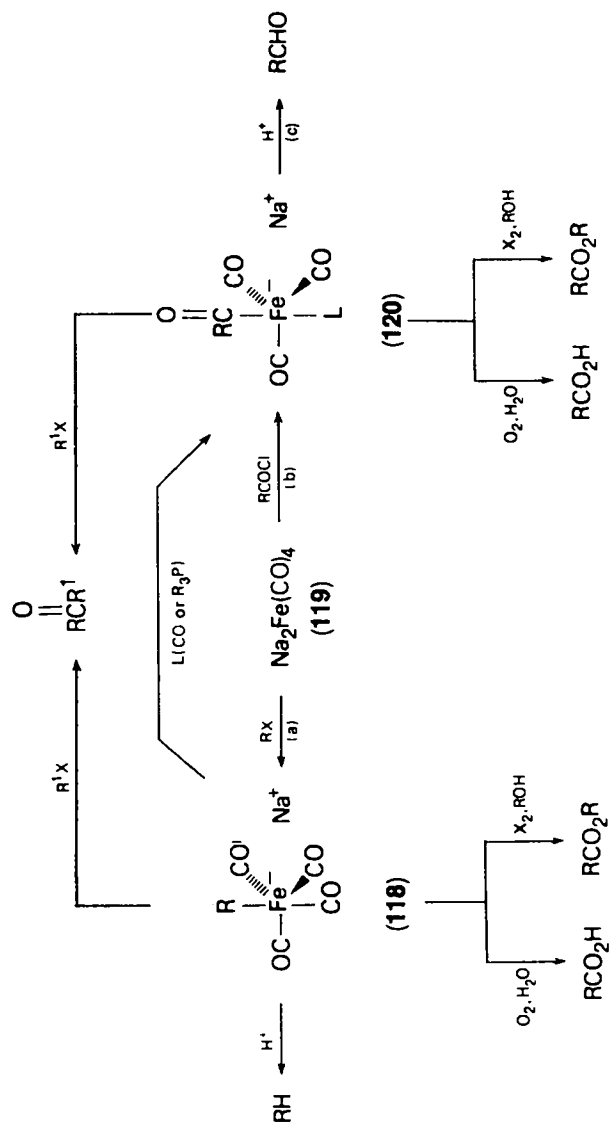 O
RCR¹
R¹X
R¹X
L(CO or R₃P)
RH
H⁺
R
OC-Fe-
CO'
CO
CO
Na⁺
(118)
RX
(a)
Na₂Fe(CO)₄
(119)
RCOCl
(b)
O
RC
OC-Fe-
CO
CO
L
Na⁺
(120)
H⁺
(c)
RCHO
O₂, H₂O
X₂, ROH
RCO₂H
RCO₂R
O₂, H₂O
X₂, ROH
RCO₂H
RCO₂R